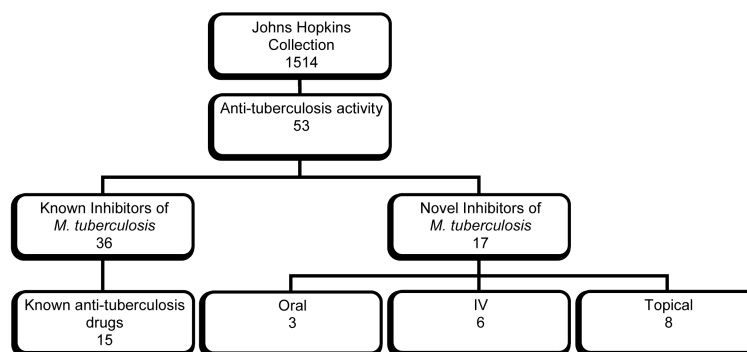 Johns Hopkins
Collection
1514
Anti-tuberculosis activity
53
Known Inhibitors of
M. tuberculosis
36
Novel Inhibitors of
M. tuberculosis
17
Known anti-tuberculosis
drugs
15
Oral
3
IV
6
Topical
8